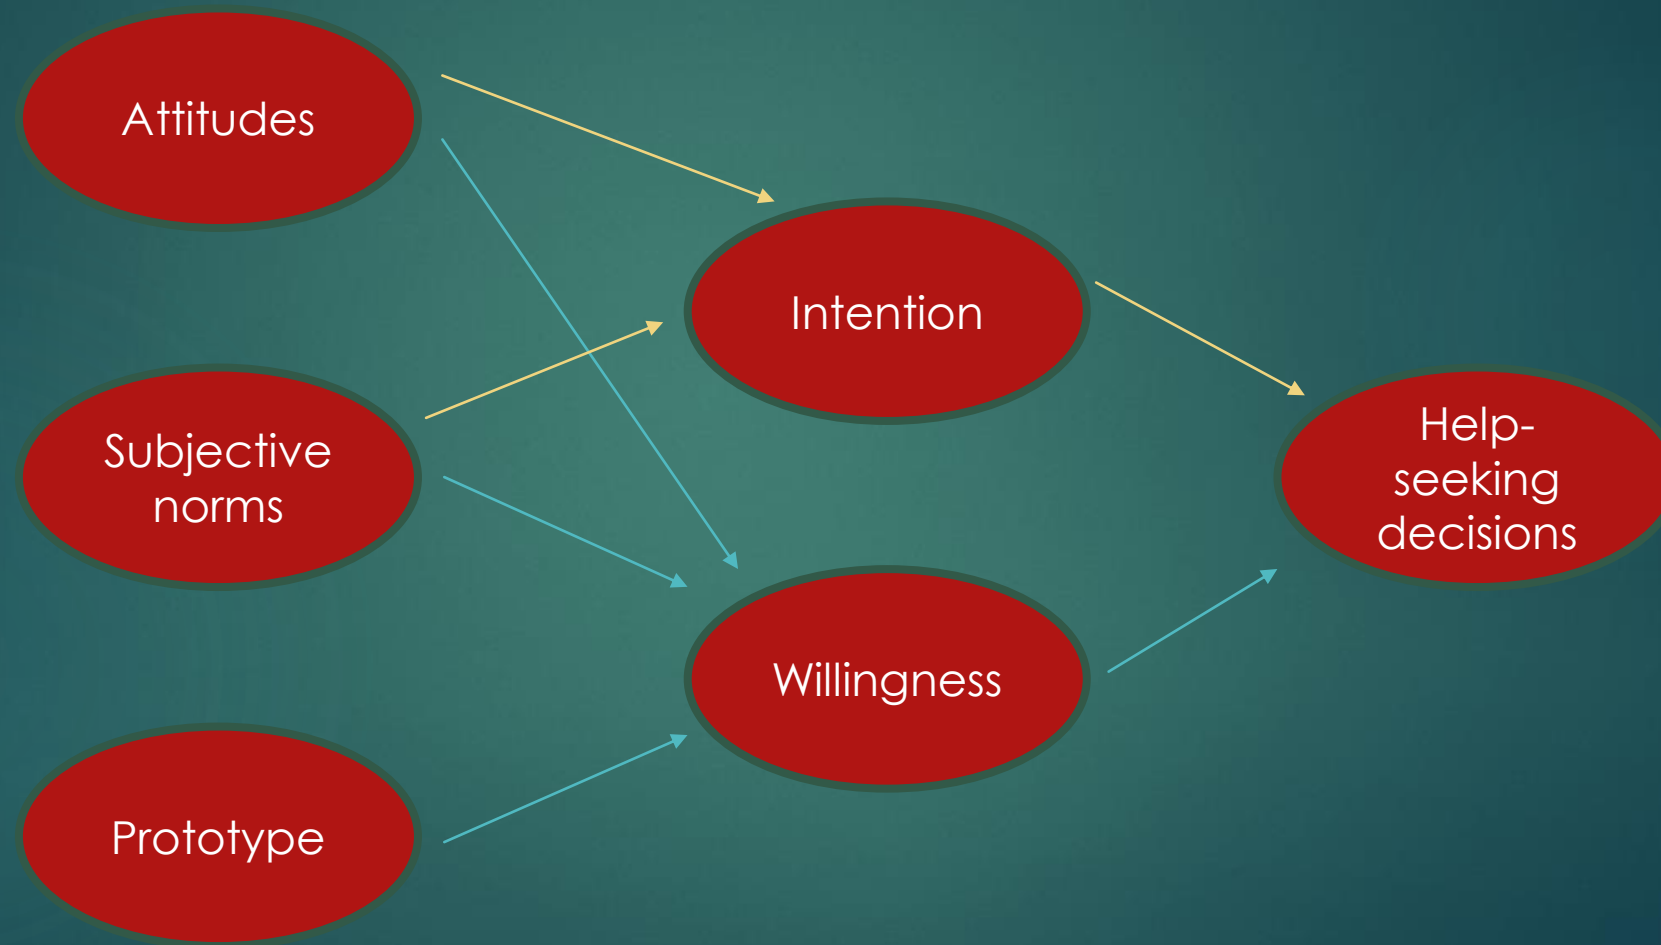 Attitudes
Subjective
norms
Prototype
Intention
Willingness
Help-
seeking
decisions